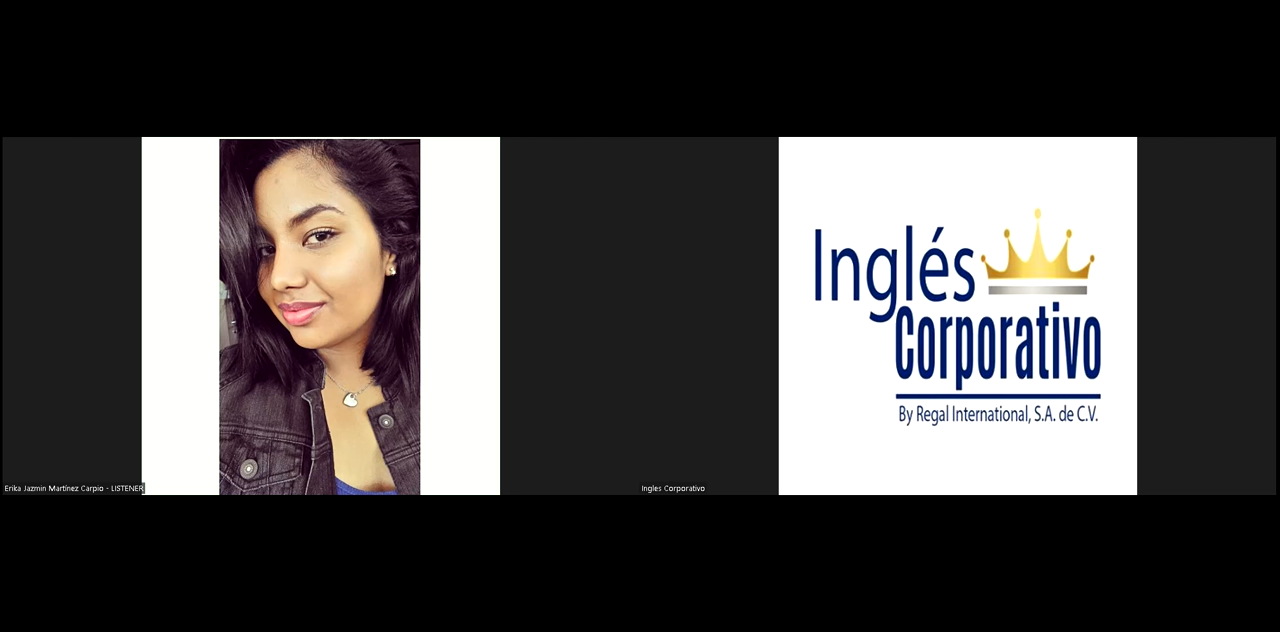 Inglés
Corporativo
By Regal International, S.A. de C.V.
Erika Jazmin Martínez Carpio - LISTENER
Ingles Corporativo